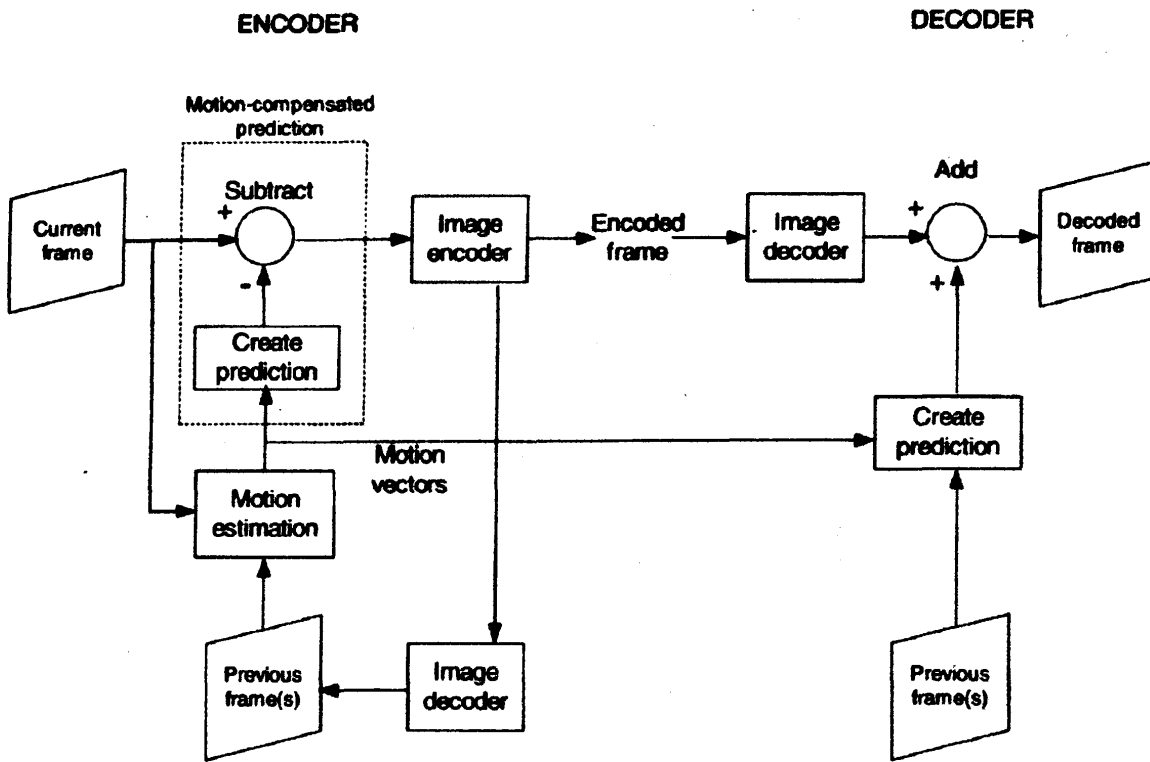 ENCODER
DECODER
Motion-compensated
prediction
Subtract
Add
+
-
+
+
Current
frame
Image
encoder
Encoded
frame
Image
decoder
Decoded
frame
Create
prediction
Create
prediction
Motion
vectors
Motion
estimation
Previous
frame(s)
Image
decoder
Previous
frame(s)